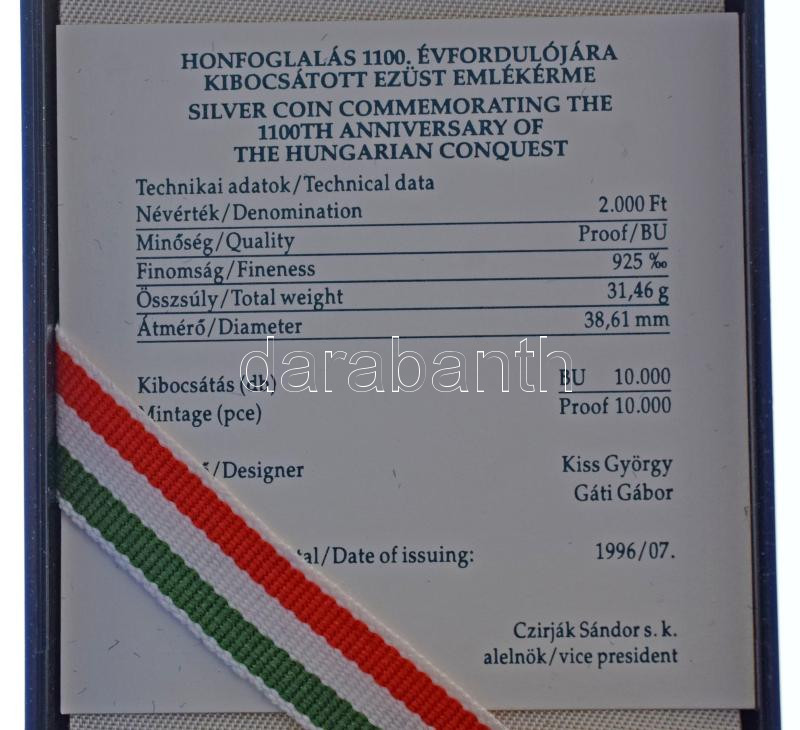 HONFOGLALÁS 1100. ÉVFORDULÓJÁRA
KIBOCSÁTOTT EZÜST EMLÉKÉRME
SILVER COIN COMMEMORATING THE
1100TH ANNIVERSARY OF
THE HUNGARIAN CONQUEST
Technikai adatok/Technical data
Névérték/Denomination 2.000 Ft
Minőség/Quality Proof/BU
Finomság/Fineness 925 ‰
Összsúly/Total weight 31,46 g
Átmérő/Diameter 38,61 mm
darabanth
Kibocsátás (db) BU 10.000
Mintage (pce) Proof 10.000
/Designer Kiss György
Gáti Gábor
/Date of issuing: 1996/07.
Czirják Sándor s. k.
alelnök/vice president